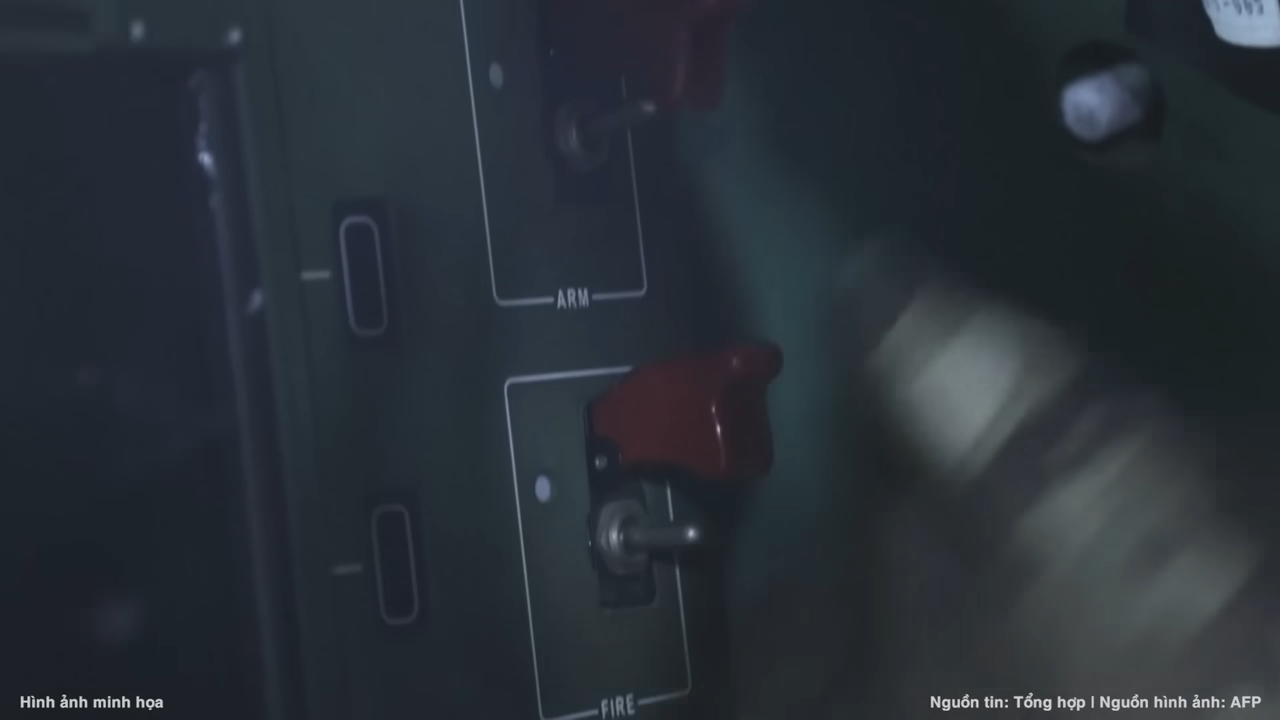 ARM
FIRE
Hình ảnh minh họa
Nguồn tin: Tổng hợp | Nguồn hình ảnh: AFP